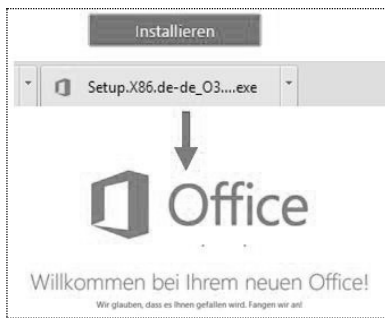 Installieren
Setup.X86.de-de_O3....exe
Office
Willkommen bei Ihrem neuen Office!
Wir glauben, dass es Ihnen gefallen wird. Fangen wir an!